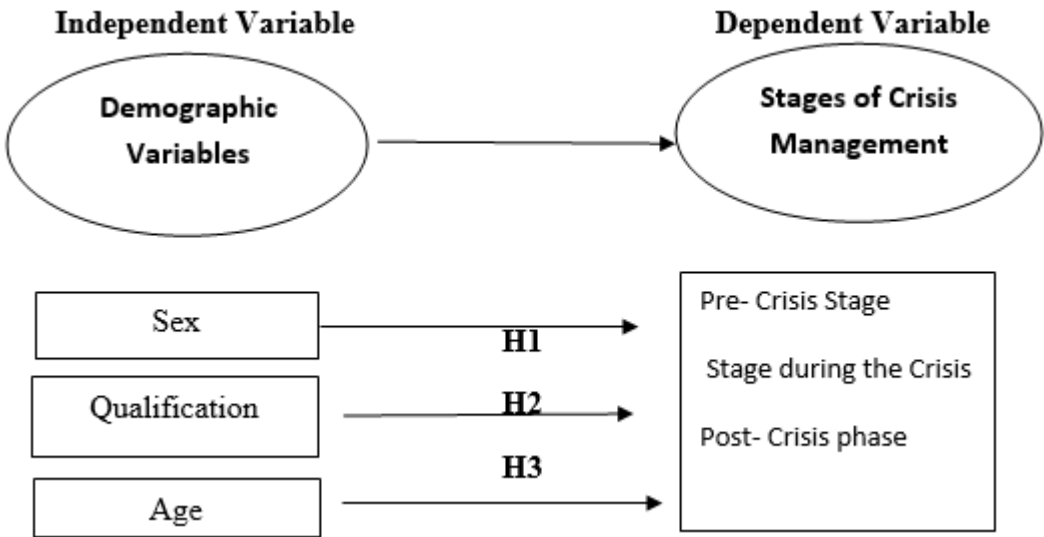 Independent Variable
Dependent Variable
Demographic
Variables
Stages of Crisis
Management
Sex
H1
Qualification
H2
H3
Age
Pre- Crisis Stage
Stage during the Crisis
Post- Crisis phase